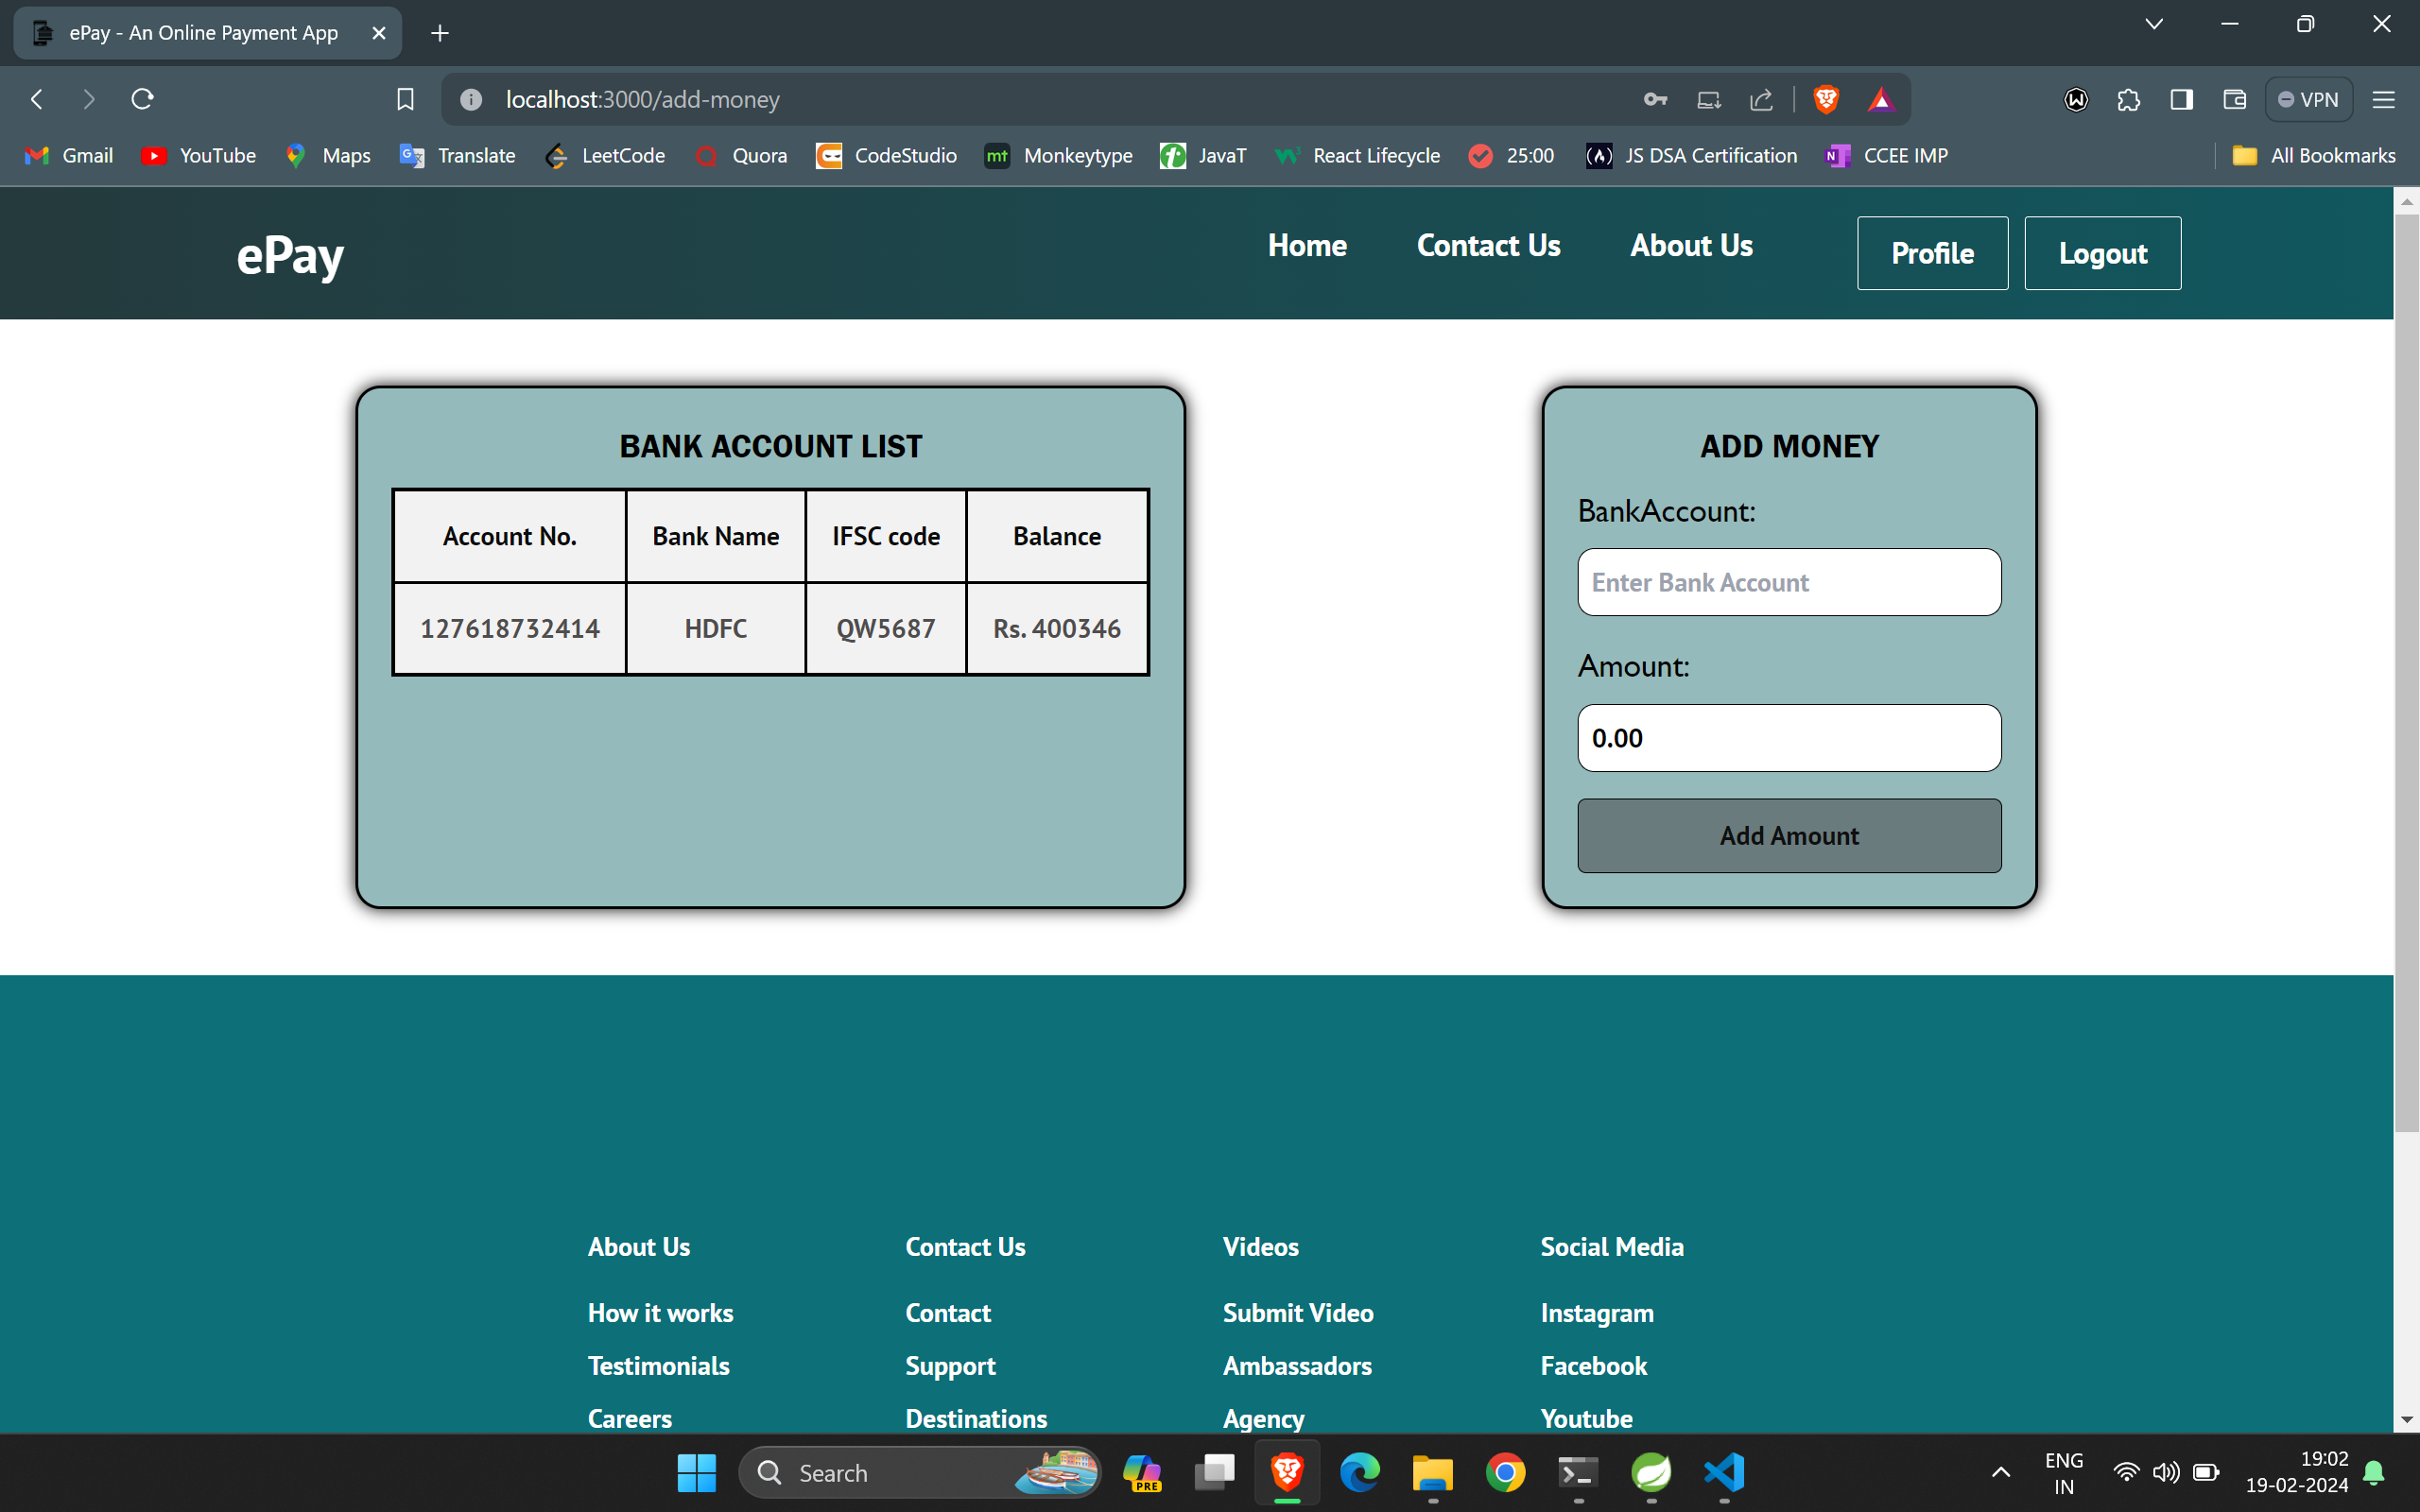 ePay - An Online Payment App
localhost:3000/add-money
VPN
Gmail YouTube Maps Translate LeetCode Quora CodeStudio mt Monkeytype JavaT React Lifecycle 25:00 JS DSA Certification CCEE IMP All Bookmarks
ePay
Home Contact Us About Us Profile Logout
BANK ACCOUNT LIST
Account No. Bank Name IFSC code Balance
127618732414 HDFC QW5687 Rs. 400346
ADD MONEY
BankAccount:
Enter Bank Account
Amount:
0.00
Add Amount
About Us Contact Us Videos Social Media
How it works Contact Submit Video Instagram
Testimonials Support Ambassadors Facebook
Careers Destinations Agency Youtube
Search
PRE
ENG
IN
19:02
19-02-2024